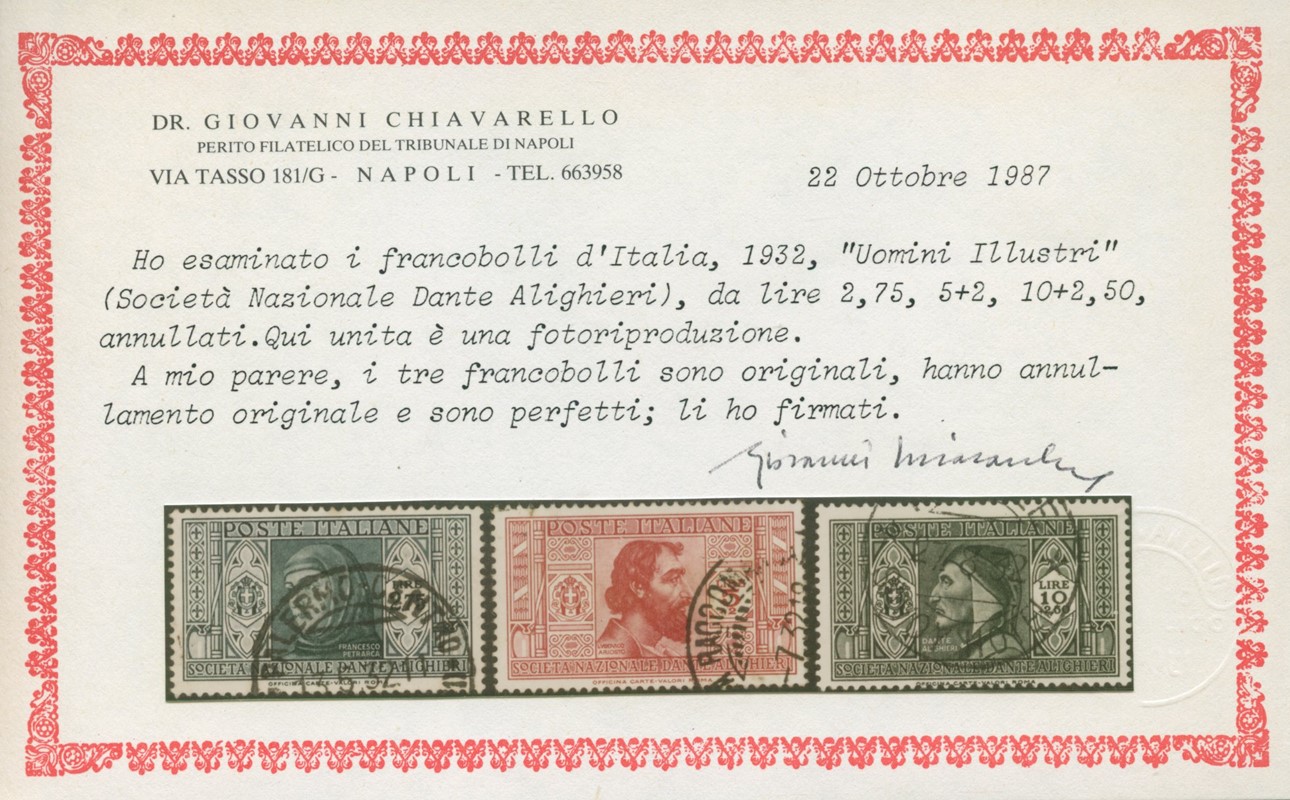 DR. GIOVANNI CHIAVARELLO
PERITO FILATELICO DEL TRIBUNALE DI NAPOLI
VIA TASSO 181/G - NAPOLI - TEL. 663958
22 Ottobre 1987
Ho esaminato i francobolli d'Italia, 1932, "Uomini Illustri"
(Società Nazionale Dante Alighieri), da lire 2,75, 5+2, 10+2,50,
annullati.Qui unita è una fotoriproduzione.
A mio parere, i tre francobolli sono originali, hanno annul-
lamento originale e sono perfetti; li ho firmati.
Giovanni
POSTE ITALIANE
FRANCESCO
PETRARCA
SOCIETA NAZIONALE DANTE ALIGHIERI
OFFICINA CARTE-VALORI ROMA
POSTE ITALIANE
SOCIETA NAZIONALE DANTE ALIGHIERI
OFFICINA CARTE-VALORI ROMA
POSTE ITALIANE
LIRE
10
+2.50
DANTE
ALIGHIERI
SOCIETA NAZIONALE DANTE ALIGHIERI
OFFICINA CARTE-VALORI ROMA